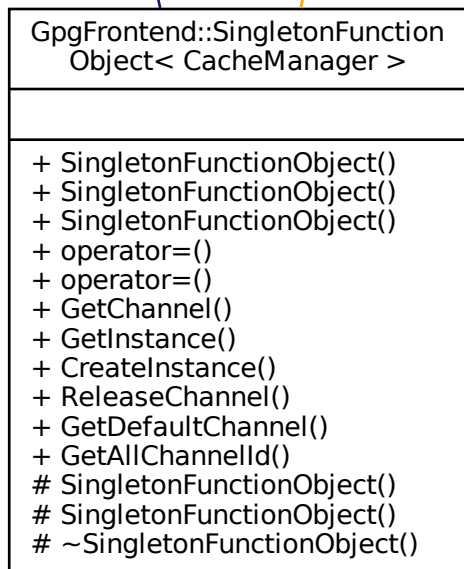 GpgFrontend::SingletonFunction
Object< CacheManager >
+ SingletonFunctionObject()
+ SingletonFunctionObject()
+ SingletonFunctionObject()
+ operator=()
+ operator=()
+ GetChannel()
+ GetInstance()
+ CreateInstance()
+ ReleaseChannel()
+ GetDefaultChannel()
+ GetAllChannelId()
# SingletonFunctionObject()
# SingletonFunctionObject()
# ~SingletonFunctionObject()